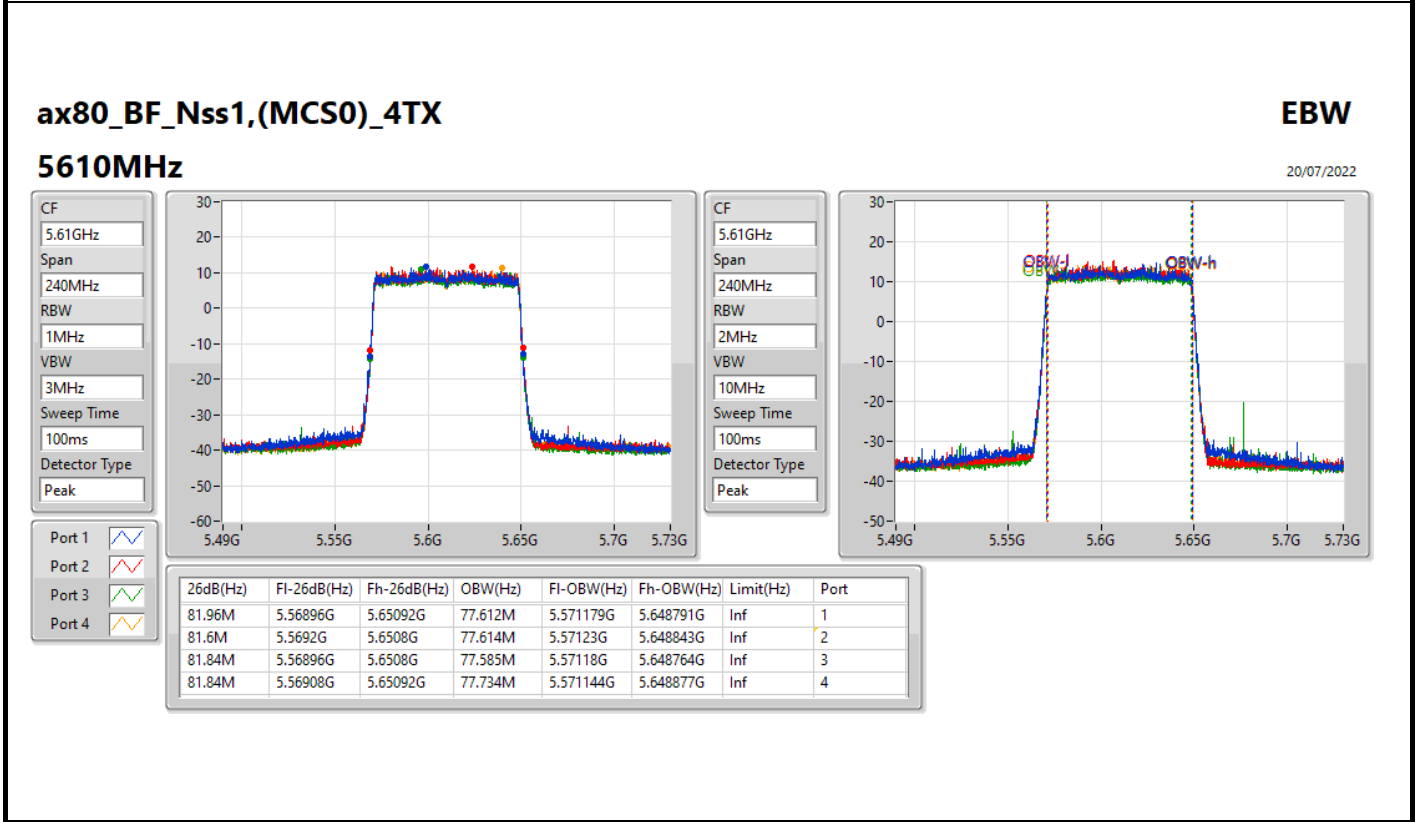 ax80_BF_Nss1,(MCS0)_4TX
EBW
5610MHz
20/07/2022
CF
5.61GHz
Span
240MHz
RBW
1MHz
VBW
3MHz
Sweep Time
100ms
Detector Type
Peak
30
20
10
0
-10
-20
-30
-40
-50
-60
5.49G 5.55G 5.6G 5.65G 5.7G 5.73G
CF
5.61GHz
Span
240MHz
RBW
2MHz
VBW
10MHz
Sweep Time
100ms
Detector Type
Peak
30
20
10
0
-10
-20
-30
-40
-50
OBW-l OBW-h
5.49G 5.55G 5.6G 5.65G 5.7G 5.73G
Port 1
Port 2
Port 3
Port 4
26dB(Hz) Fl-26dB(Hz) Fh-26dB(Hz) OBW(Hz) Fl-OBW(Hz) Fh-OBW(Hz) Limit(Hz) Port
81.96M 5.56896G 5.65092G 77.612M 5.571179G 5.648791G Inf 1
81.6M 5.5692G 5.6508G 77.614M 5.57123G 5.648843G Inf 2
81.84M 5.56896G 5.6508G 77.585M 5.57118G 5.648764G Inf 3
81.84M 5.56908G 5.65092G 77.734M 5.571144G 5.648877G Inf 4